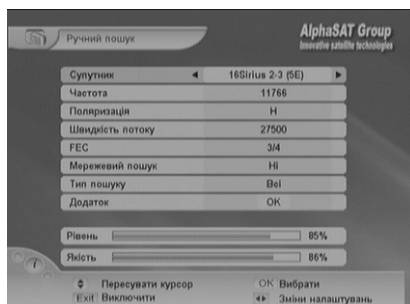 Ручний пошук
AlphaSAT Group
Innovative satellite technologies
Супутник 16Sirius 2-3 (5E)
Частота 11766
Поляризація H
Швидкість потоку 27500
FEC 3/4
Мережевий пошук Ні
Тип пошуку Всі
Додаток OK
Рівень 85%
Якість 86%
Пересувати курсор OK Вибрати
Exit Виключити Зміни налаштувань